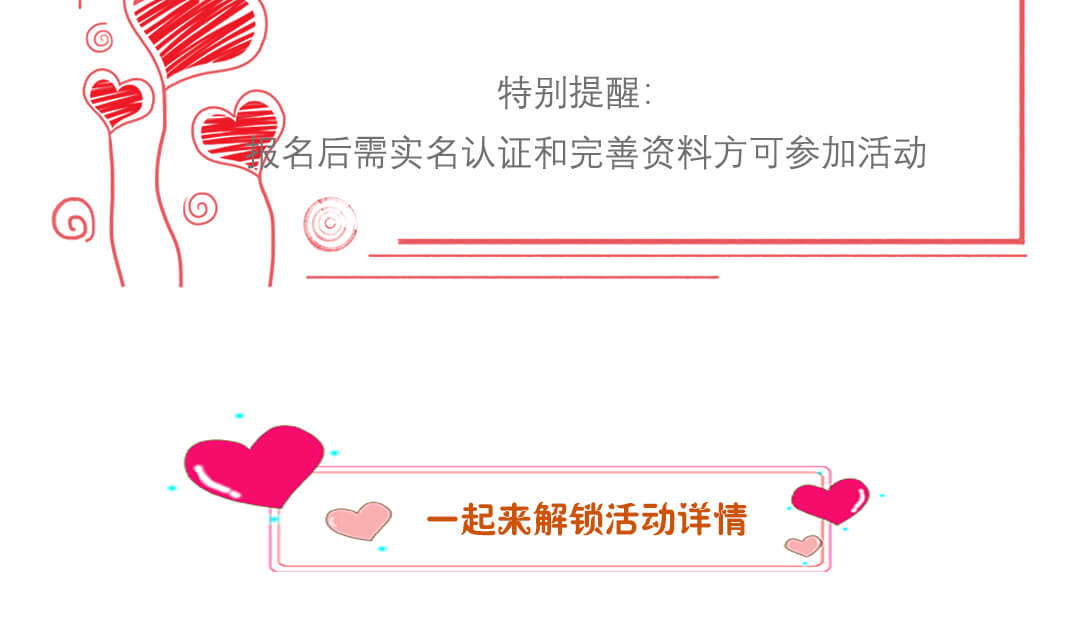 特别提醒：
报名后需实名认证和完善资料方可参加活动
一起来解锁活动详情